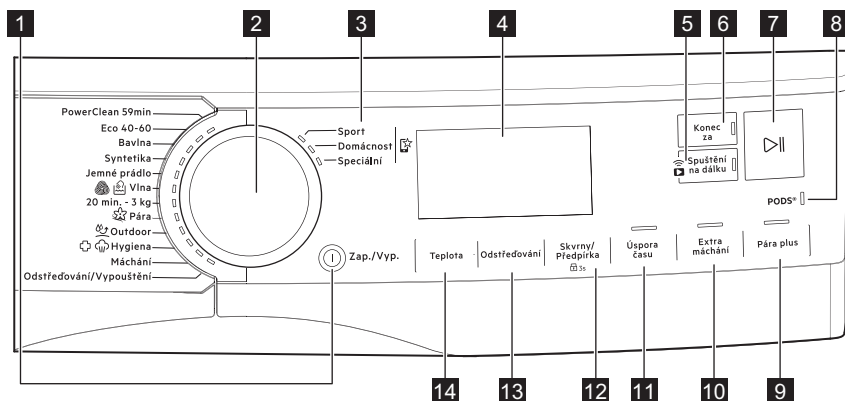 1
2
3
4
5
6
7
8
PowerClean 59min
Eco 40-60
Bavlna
Syntetika
Jemné prádlo
Vlna
20 min. - 3 kg
Pára
Outdoor
Hygiena
Máchání
Odstřeďování/Vypouštění
Sport
Domácnost
Speciální
Zap./Vyp.
Konec
za
Spuštění
na dálku
PODS®
Teplota
Odstřeďování
Skvrny/
Předpírka
3s
Úspora
času
Extra
máchání
Pára plus
14
13
12
11
10
9